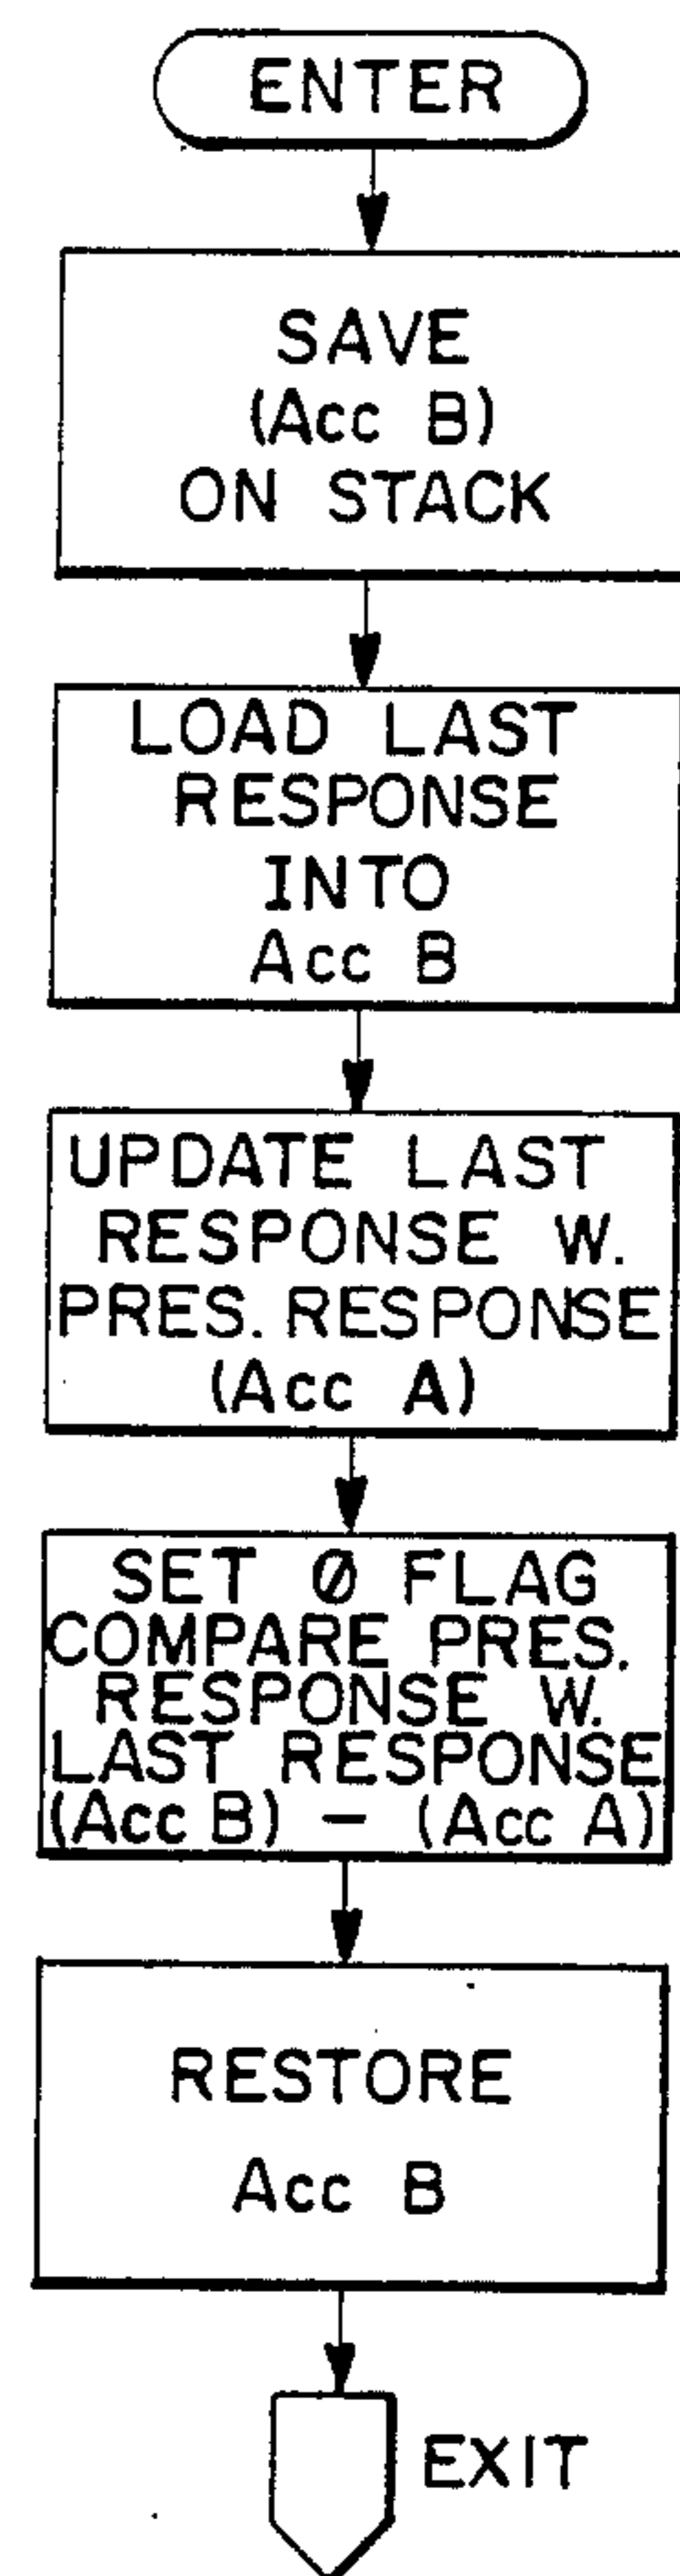 ENTER
SAVE
(Acc B)
ON STACK
LOAD LAST
RESPONSE
INTO
Acc B
UPDATE LAST
RESPONSE W.
PRES. RESPONSE
(Acc A)
SET Ø FLAG
COMPARE PRES.
RESPONSE W.
LAST RESPONSE
(Acc B) — (Acc A)
RESTORE
Acc B
EXIT